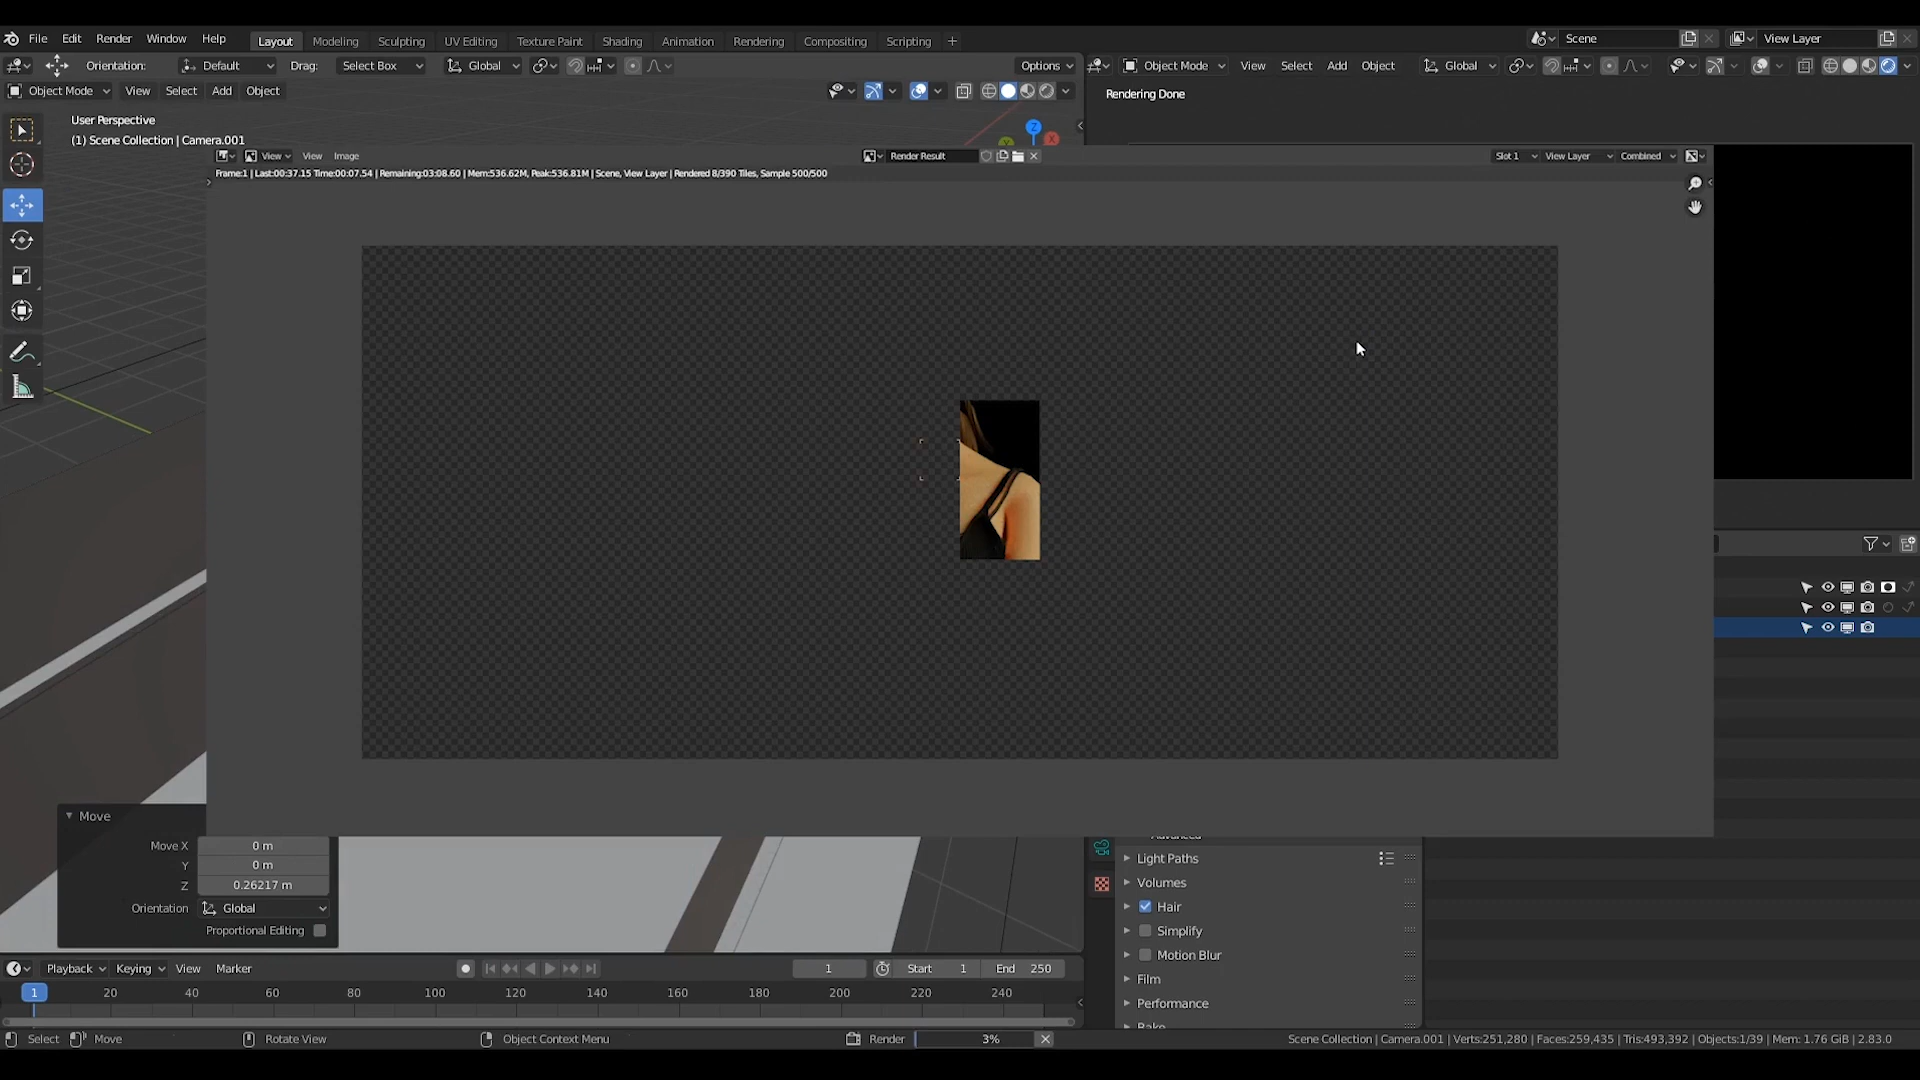 File Edit Render Window Help Layout Modeling Sculpting UV Editing Texture Paint Shading Animation Rendering Compositing Scripting + Scene View Layer
Orientation: Default Drag: Select Box Global Options Object Mode View Select Add Object Global
Object Mode View Select Add Object
Rendering Done
User Perspective
(1) Scene Collection | Camera.001
Z
X
View View Image Render Result Slot 1 View Layer Combined
Frame:1 | Last:00:37.15 Time:00:07.54 | Remaining:03:08.60 | Mem:536.62M, Peak:536.81M | Scene, View Layer | Rendered 8/390 Tiles, Sample 500/500
Move
Move X 0 m
Y 0 m
Z 0.26217 m
Orientation Global
Proportional Editing
Advanced
Light Paths
Volumes
Hair
Simplify
Motion Blur
Film
Performance
Bake
Playback Keying View Marker 1 Start 1 End 250
1 20 40 60 80 100 120 140 160 180 200 220 240
Select Move Rotate View Object Context Menu Render 3% Scene Collection | Camera.001 | Verts:251,280 | Faces:259,435 | Tris:493,392 | Objects:1/39 | Mem: 1.76 GiB | 2.83.0